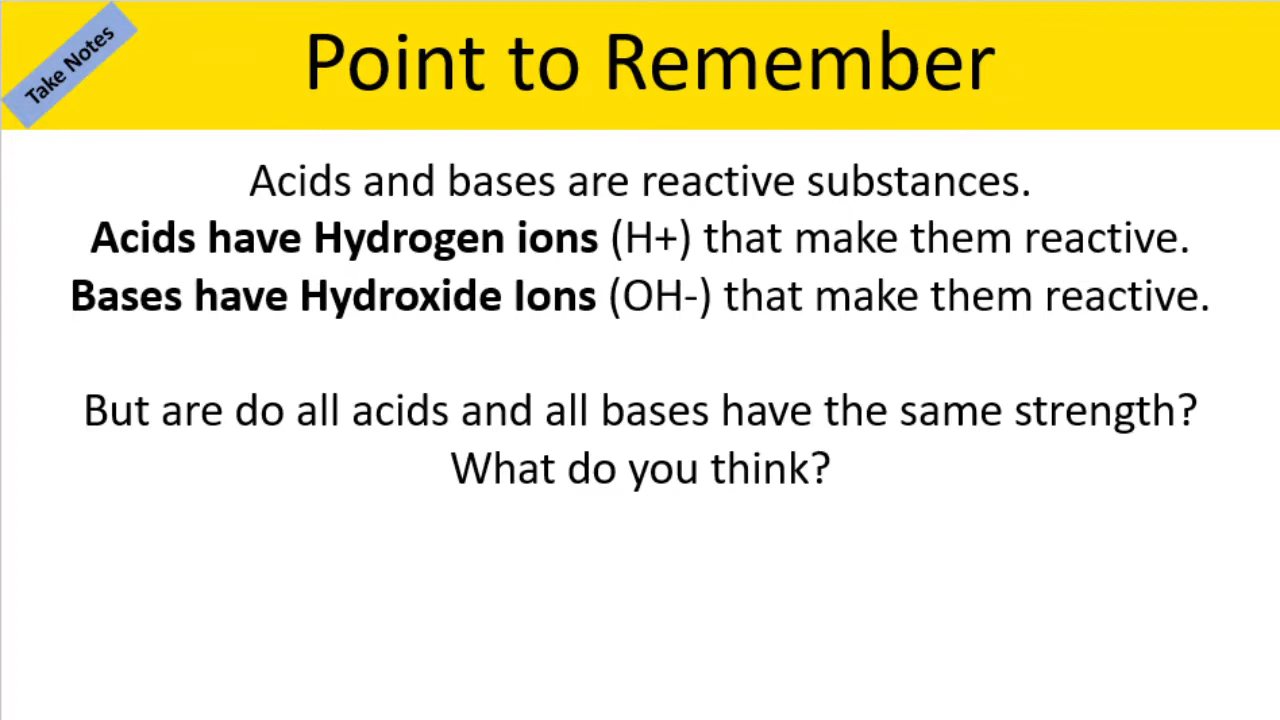 Take Notes
Point to Remember
Acids and bases are reactive substances.
Acids have Hydrogen ions (H+) that make them reactive.
Bases have Hydroxide Ions (OH-) that make them reactive.
But are do all acids and all bases have the same strength?
What do you think?